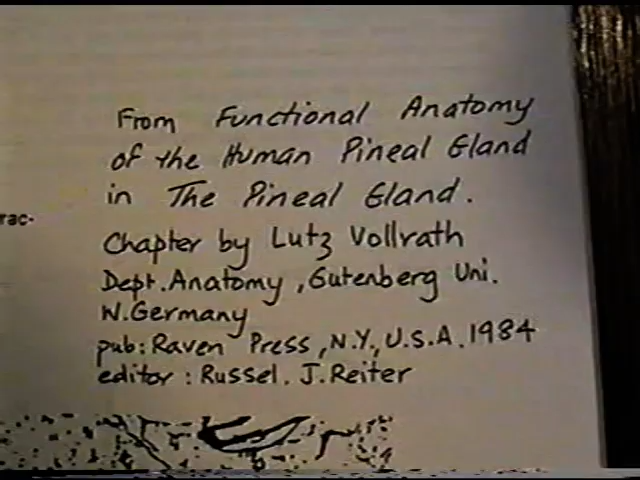 From Functional Anatomy
of the Human Pineal Gland
in The Pineal Gland.
rac-
Chapter by Lutz Vollrath
Dept. Anatomy, Gutenberg Uni.
W. Germany
pub: Raven Press, N.Y., U.S.A. 1984
editor: Russel. J. Reiter